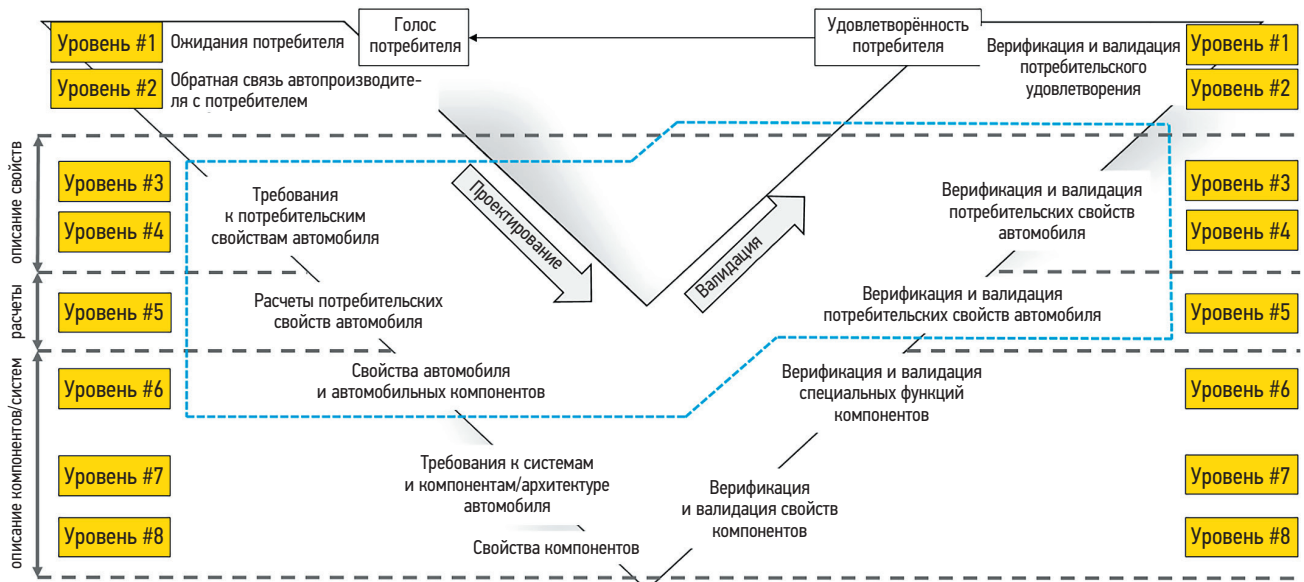 Уровень #1
Ожидания потребителя
Голос
потребителя
Удовлетворённость
потребителя
Верификация и валидация
потребительского
удовлетворения
Уровень #1
Уровень #2
Обратная связь автопроизводите-
ля с потребителем
Уровень #2
описание свойств
Уровень #3
Уровень #4
Требования
к потребительским
свойствам автомобиля
Проектирование
Валидация
Верификация и валидация
потребительских свойств
автомобиля
Уровень #3
Уровень #4
расчеты
Уровень #5
Расчеты потребительских
свойств автомобиля
Верификация и валидация
потребительских свойств автомобиля
Уровень #5
описание компонентов/систем
Уровень #6
Свойства автомобиля
и автомобильных компонентов
Верификация и валидация
специальных функций
компонентов
Уровень #6
Уровень #7
Требования к системам
и компонентам/архитектуре
автомобиля
Верификация
и валидация свойств
компонентов
Уровень #7
Уровень #8
Свойства компонентов
Уровень #8